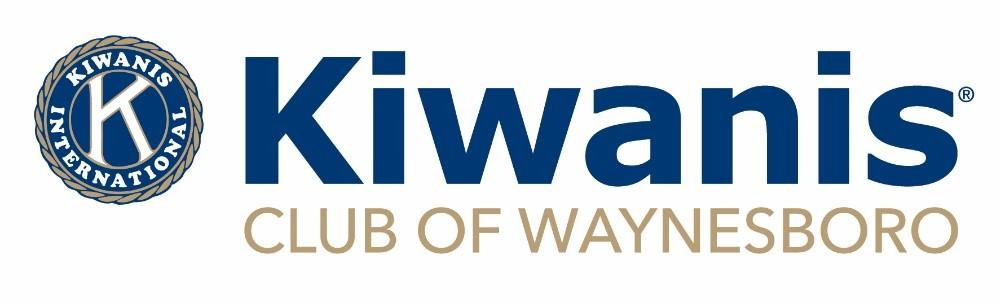 KIWANIS
K
INTERNATIONAL
Kiwanis®
CLUB OF WAYNESBORO